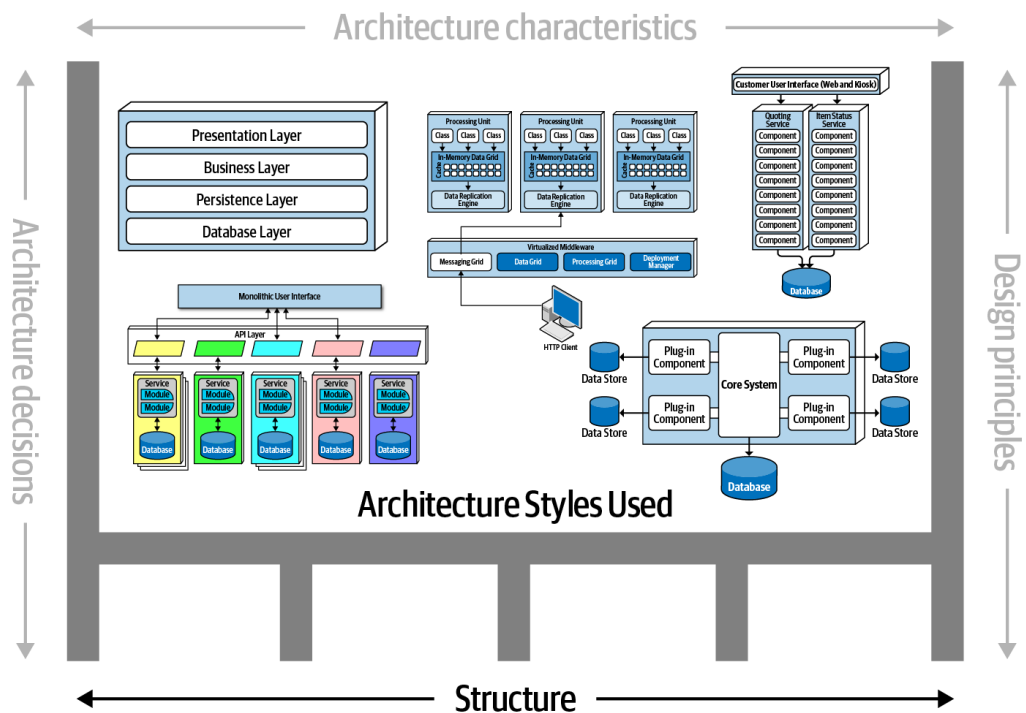 Architecture characteristics
Architecture decisions
Design principles
Presentation Layer
Business Layer
Persistence Layer
Database Layer
Processing Unit
Class
Class
Class
In-Memory Data Grid
Cache
Data Replication
Engine
Processing Unit
Class
Class
Class
In-Memory Data Grid
Cache
Data Replication
Engine
Processing Unit
Class
Class
Class
In-Memory Data Grid
Cache
Data Replication
Engine
Virtualized Middleware
Messaging Grid
Data Grid
Processing Grid
Deployment
Manager
HTTP Client
Customer User Interface (Web and Kiosk)
Quoting
Service
Component
Component
Component
Component
Component
Component
Component
Component
Item Status
Service
Component
Component
Component
Component
Component
Component
Component
Component
Database
Monolithic User Interface
API Layer
Service
Module
Module
Database
Service
Module
Module
Database
Service
Module
Module
Database
Service
Module
Module
Database
Service
Module
Module
Database
Plug-in
Component
Plug-in
Component
Core System
Plug-in
Component
Plug-in
Component
Data Store
Data Store
Data Store
Data Store
Database
Architecture Styles Used
Structure